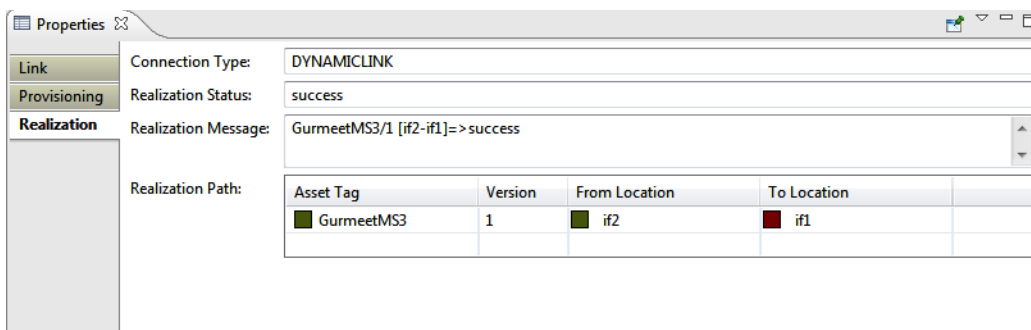 Properties
Link
Provisioning
Realization
Connection Type: DYNAMICLINK
Realization Status: success
Realization Message: GurmeetMS3/1 [if2-if1]=>success
Realization Path:
Asset Tag Version From Location To Location
GurmeetMS3 1 if2 if1